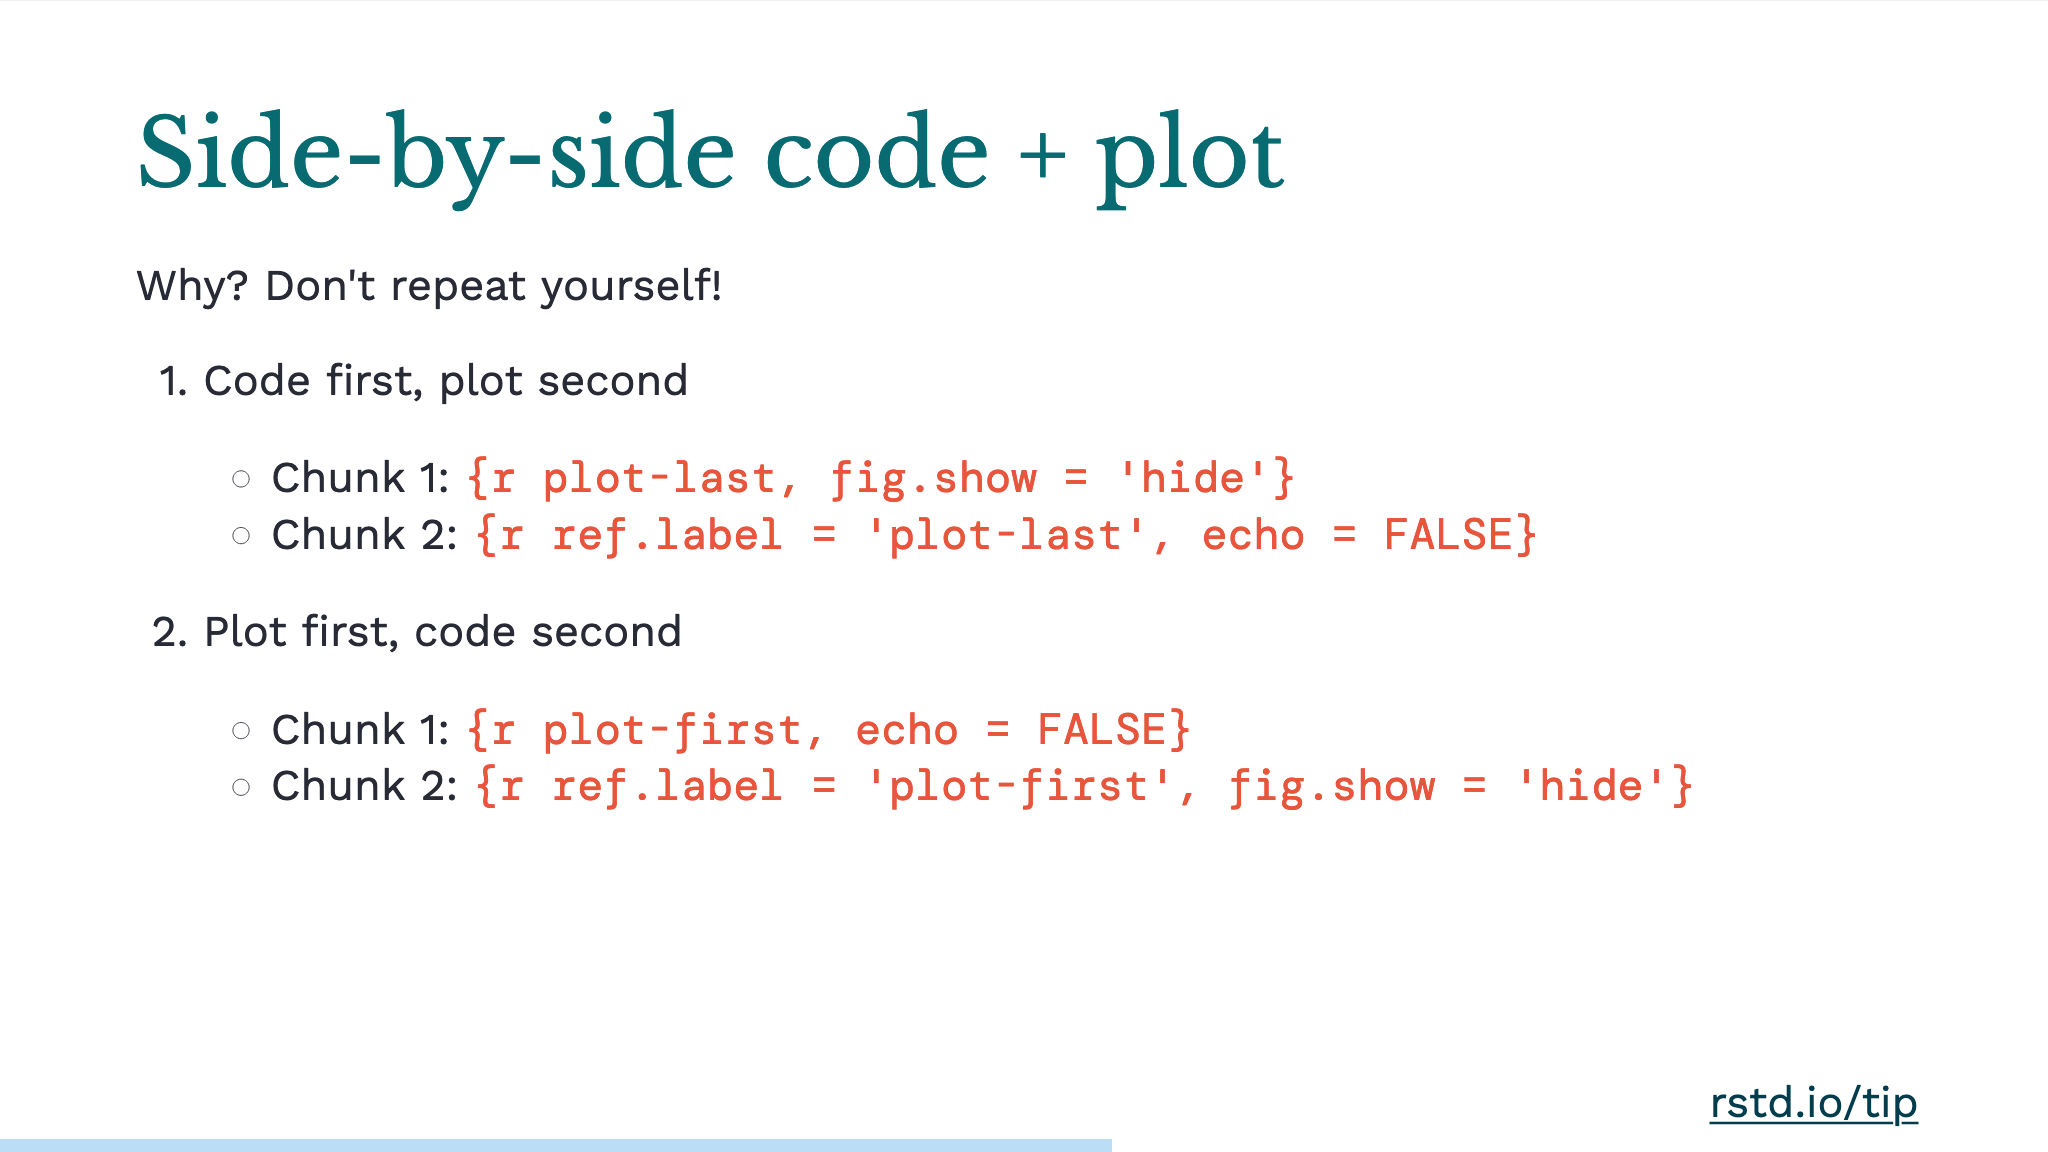 Side-by-side code + plot
Why? Don't repeat yourself!
1. Code first, plot second
○ Chunk 1: {r plot-last, fig.show = 'hide'}
○ Chunk 2: {r ref.label = 'plot-last', echo = FALSE}
2. Plot first, code second
○ Chunk 1: {r plot-first, echo = FALSE}
○ Chunk 2: {r ref.label = 'plot-first', fig.show = 'hide'}
rstd.io/tip